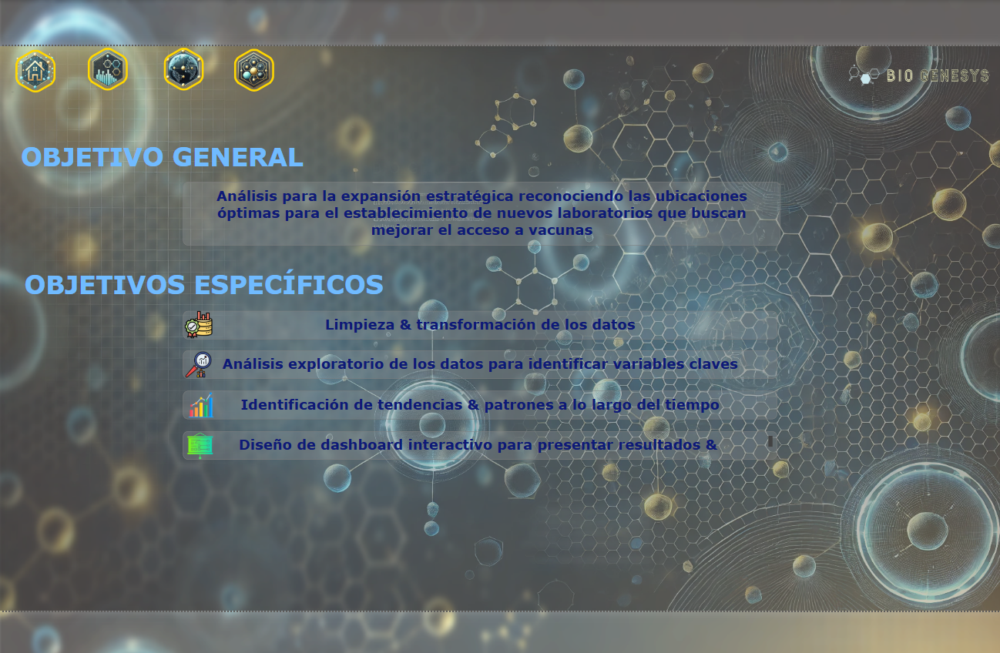 BIO GENESYS
OBJETIVO GENERAL
Análisis para la expansión estratégica reconociendo las ubicaciones
óptimas para el establecimiento de nuevos laboratorios que buscan
mejorar el acceso a vacunas
OBJETIVOS ESPECÍFICOS
Limpieza & transformación de los datos
Análisis exploratorio de los datos para identificar variables claves
Identificación de tendencias & patrones a lo largo del tiempo
Diseño de dashboard interactivo para presentar resultados &